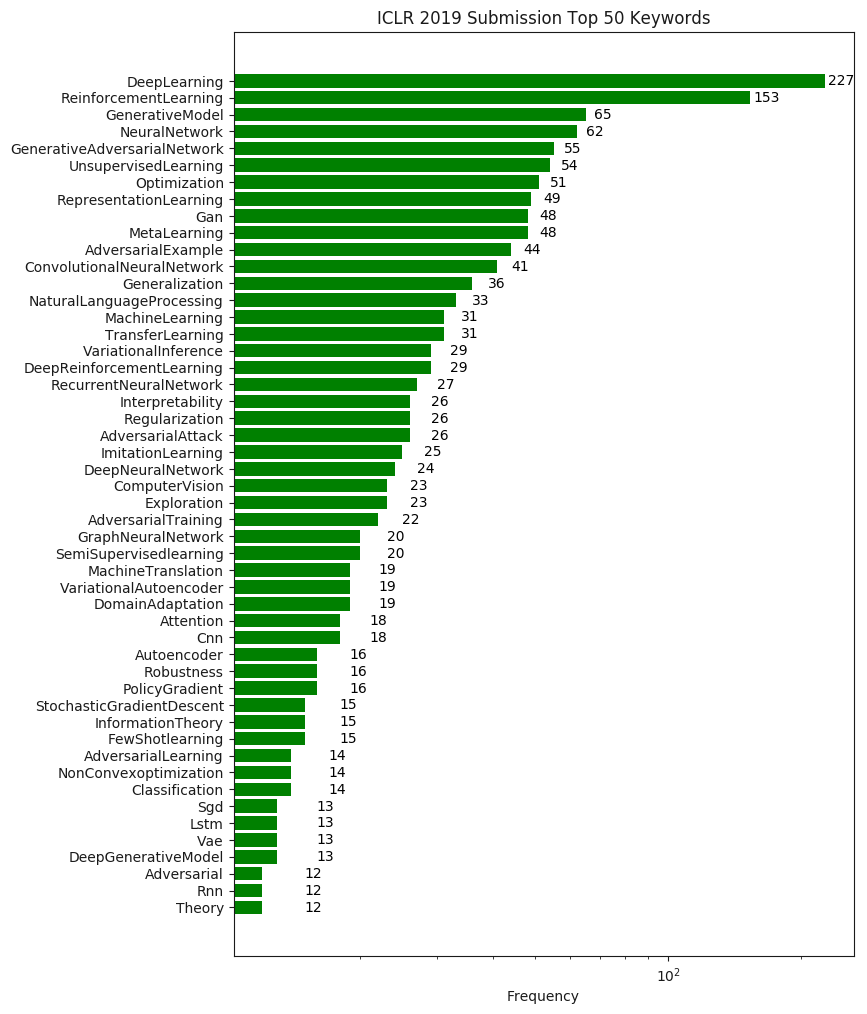 ICLR 2019 Submission Top 50 Keywords
DeepLearning 227
ReinforcementLearning 153
GenerativeModel 65
NeuralNetwork 62
GenerativeAdversarialNetwork 55
UnsupervisedLearning 54
Optimization 51
RepresentationLearning 49
Gan 48
MetaLearning 48
AdversarialExample 44
ConvolutionalNeuralNetwork 41
Generalization 36
NaturalLanguageProcessing 33
MachineLearning 31
TransferLearning 31
VariationalInference 29
DeepReinforcementLearning 29
RecurrentNeuralNetwork 27
Interpretability 26
Regularization 26
AdversarialAttack 26
ImitationLearning 25
DeepNeuralNetwork 24
ComputerVision 23
Exploration 23
AdversarialTraining 22
GraphNeuralNetwork 20
SemiSupervisedlearning 20
MachineTranslation 19
VariationalAutoencoder 19
DomainAdaptation 19
Attention 18
Cnn 18
Autoencoder 16
Robustness 16
PolicyGradient 16
StochasticGradientDescent 15
InformationTheory 15
FewShotlearning 15
AdversarialLearning 14
NonConvexoptimization 14
Classification 14
Sgd 13
Lstm 13
Vae 13
DeepGenerativeModel 13
Adversarial 12
Rnn 12
Theory 12
10²
Frequency